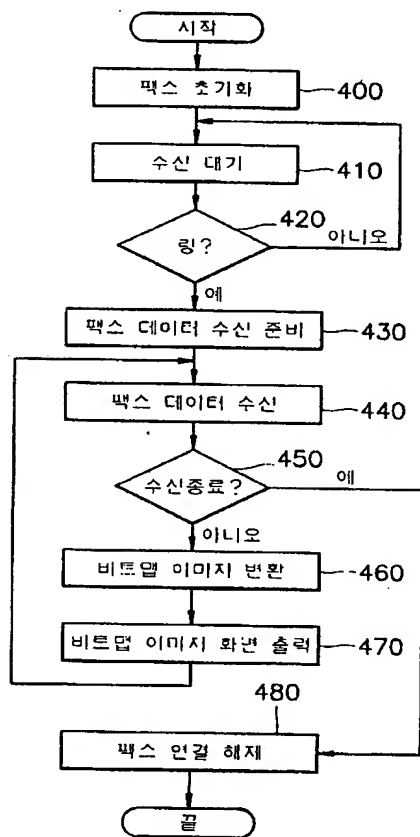 시작
팩스 초기화
400
수신 대기
410
420
링?
아니오
예
팩스 데이터 수신 준비
430
팩스 데이터 수신
440
450
수신종료?
예
아니오
비트맵 이미지 변환
460
비트맵 이미지 화면 출력
470
480
팩스 연결 해제
끝